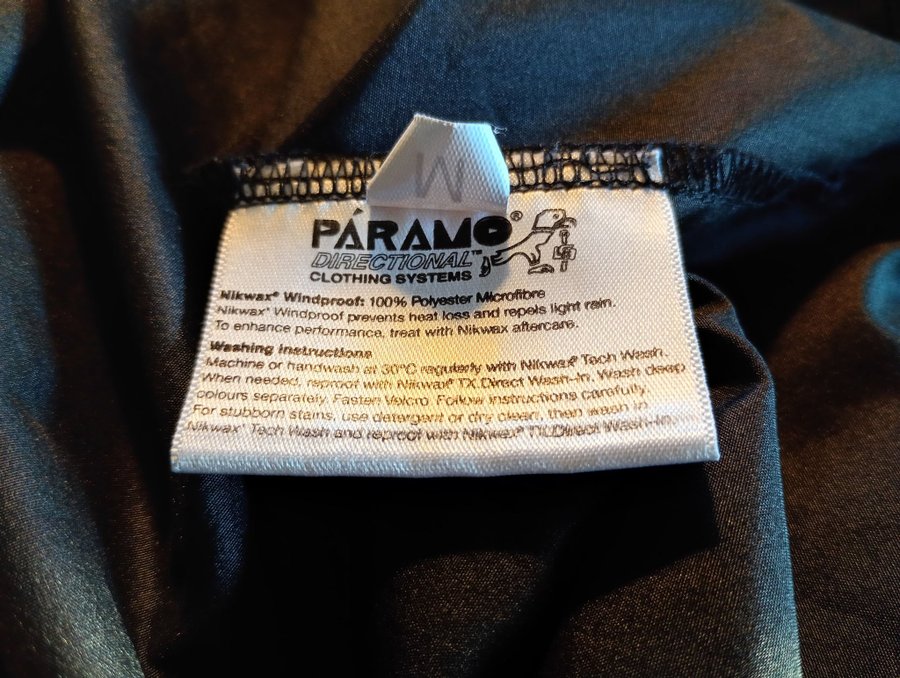 M
PÁRAMO®
DIRECTIONAL™
CLOTHING SYSTEMS
Nikwax® Windproof: 100% Polyester Microfibre
Nikwax® Windproof prevents heat loss and repels light rain.
To enhance performance, treat with Nikwax aftercare.
Washing Instructions
Machine or handwash at 30°C regularly with Nikwax® Tech Wash.
When needed, reproof with Nikwax® TX.Direct Wash-In. Wash deep
colours separately. Fasten Velcro. Follow instructions carefully.
For stubborn stains, use detergent or dry clean, then wash in
Nikwax® Tech Wash and reproof with Nikwax® TX.Direct Wash-In.